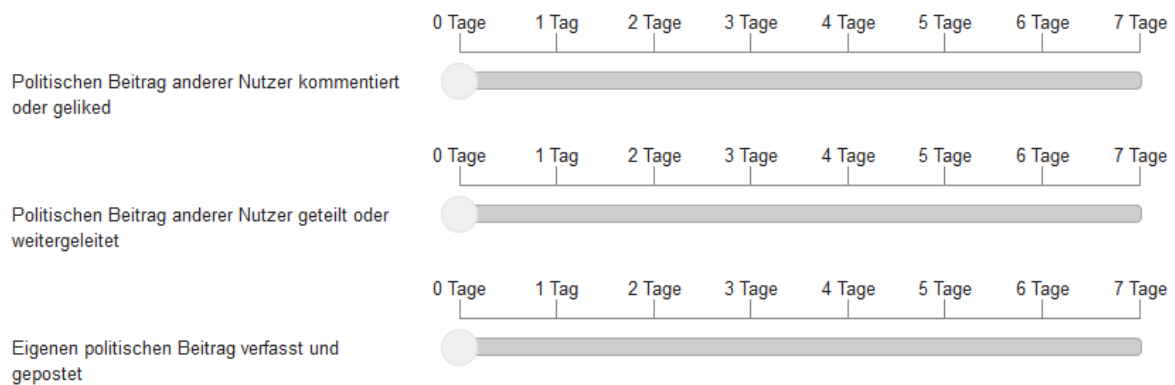 0 Tage 1 Tag 2 Tage 3 Tage 4 Tage 5 Tage 6 Tage 7 Tage
Politischen Beitrag anderer Nutzer kommentiert
oder geliked
0 Tage 1 Tag 2 Tage 3 Tage 4 Tage 5 Tage 6 Tage 7 Tage
Politischen Beitrag anderer Nutzer geteilt oder
weitergeleitet
0 Tage 1 Tag 2 Tage 3 Tage 4 Tage 5 Tage 6 Tage 7 Tage
Eigenen politischen Beitrag verfasst und
gepostet